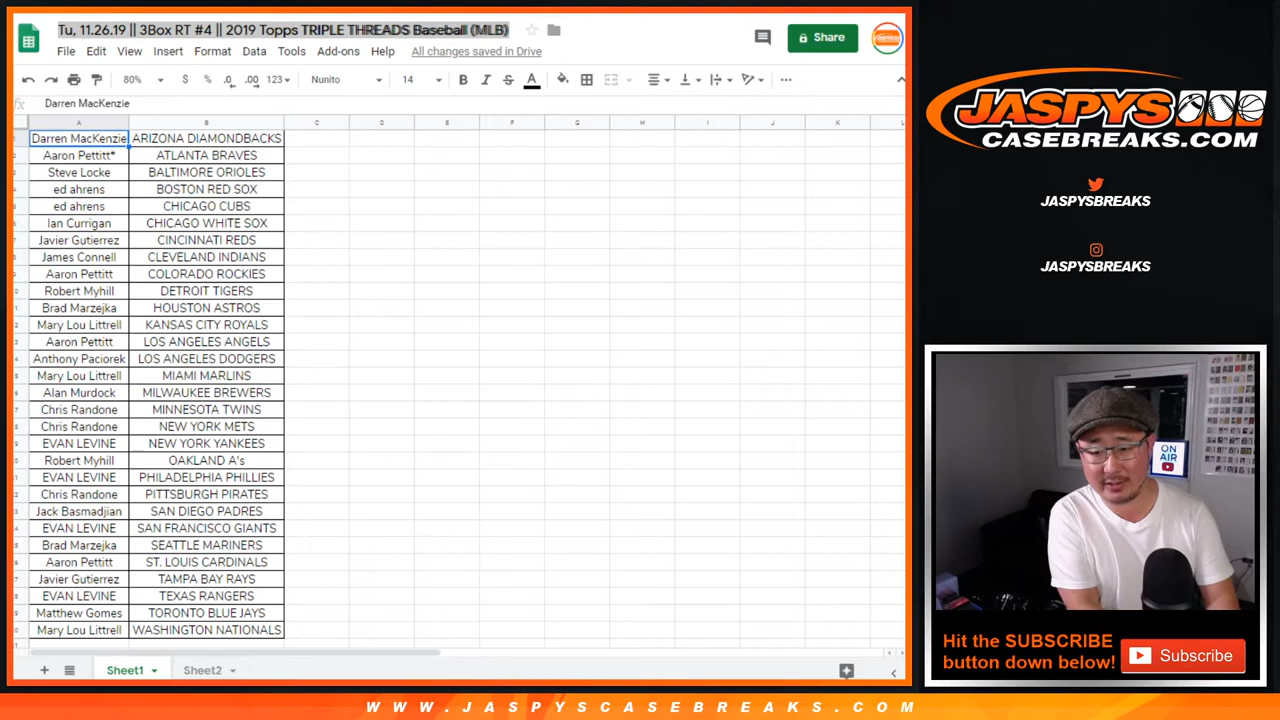 Tu, 11.26.19 || 3Box RT #4 || 2019 Topps TRIPLE THREADS Baseball (MLB)
File Edit View Insert Format Data Tools Add-ons Help All changes saved in Drive
Share
80% $ % .0 .00 123 Nunito 14 B I S A
fx Darren MacKenzie
A B C D E F G H I J K L
Darren MacKenzie ARIZONA DIAMONDBACKS
Aaron Pettitt* ATLANTA BRAVES
Steve Locke BALTIMORE ORIOLES
ed ahrens BOSTON RED SOX
ed ahrens CHICAGO CUBS
Ian Currigan CHICAGO WHITE SOX
Javier Gutierrez CINCINNATI REDS
James Connell CLEVELAND INDIANS
Aaron Pettitt COLORADO ROCKIES
Robert Myhill DETROIT TIGERS
Brad Marzejka HOUSTON ASTROS
Mary Lou Littrell KANSAS CITY ROYALS
Aaron Pettitt LOS ANGELES ANGELS
Anthony Paciorek LOS ANGELES DODGERS
Mary Lou Littrell MIAMI MARLINS
Alan Murdock MILWAUKEE BREWERS
Chris Randone MINNESOTA TWINS
Chris Randone NEW YORK METS
EVAN LEVINE NEW YORK YANKEES
Robert Myhill OAKLAND A's
EVAN LEVINE PHILADELPHIA PHILLIES
Chris Randone PITTSBURGH PIRATES
Jack Basmadjian SAN DIEGO PADRES
EVAN LEVINE SAN FRANCISCO GIANTS
Brad Marzejka SEATTLE MARINERS
Aaron Pettitt ST. LOUIS CARDINALS
Javier Gutierrez TAMPA BAY RAYS
EVAN LEVINE TEXAS RANGERS
Matthew Gomes TORONTO BLUE JAYS
Mary Lou Littrell WASHINGTON NATIONALS
Sheet1 Sheet2
JASPYS
CASEBREAKS.COM
JASPYSBREAKS
JASPYSBREAKS
ON
AIR
Hit the SUBSCRIBE
button down below!
Subscribe
WWW.JASPYSCASEBREAKS.COM